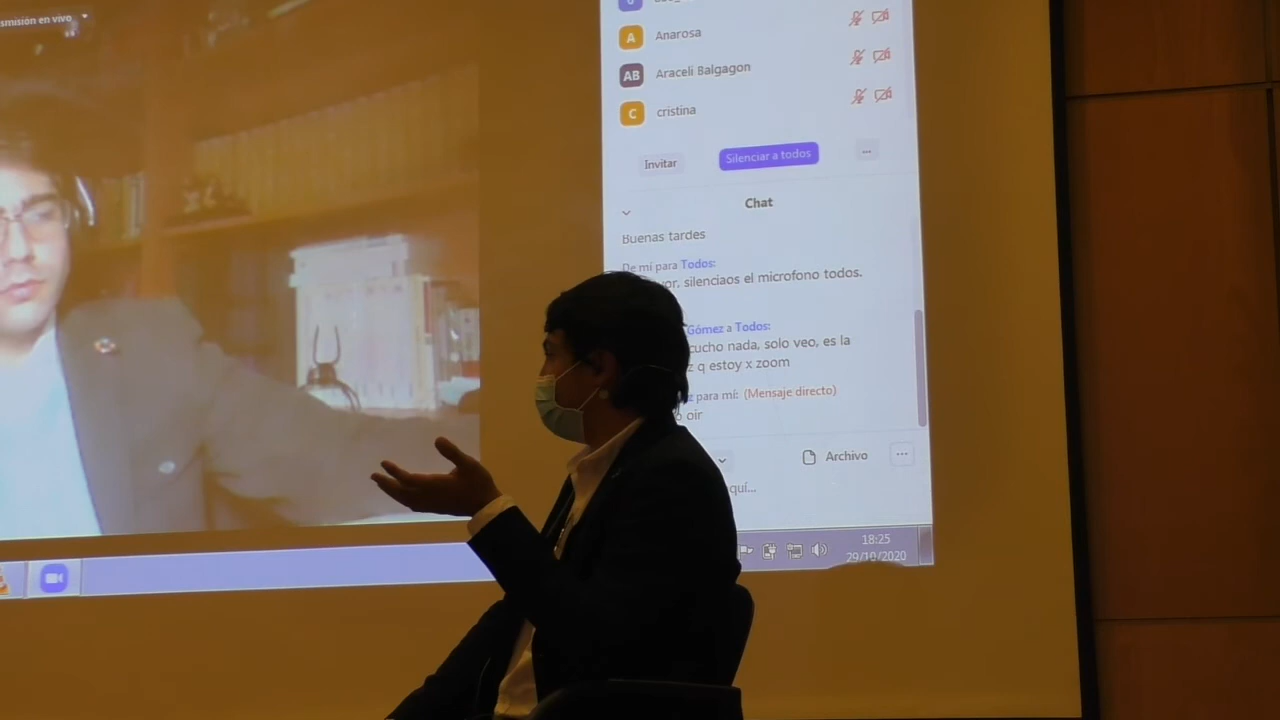 smisión en vivo
A Anarosa
AB Araceli Balgagon
C cristina
Invitar Silenciar a todos ...
Chat
Buenas tardes
De mí para Todos:
silenciaos el microfono todos.
Gómez a Todos:
cucho nada, solo veo, es la
z q estoy x zoom
z para mí: (Mensaje directo)
oir
Archivo ...
quí...
18:25
29/10/2020